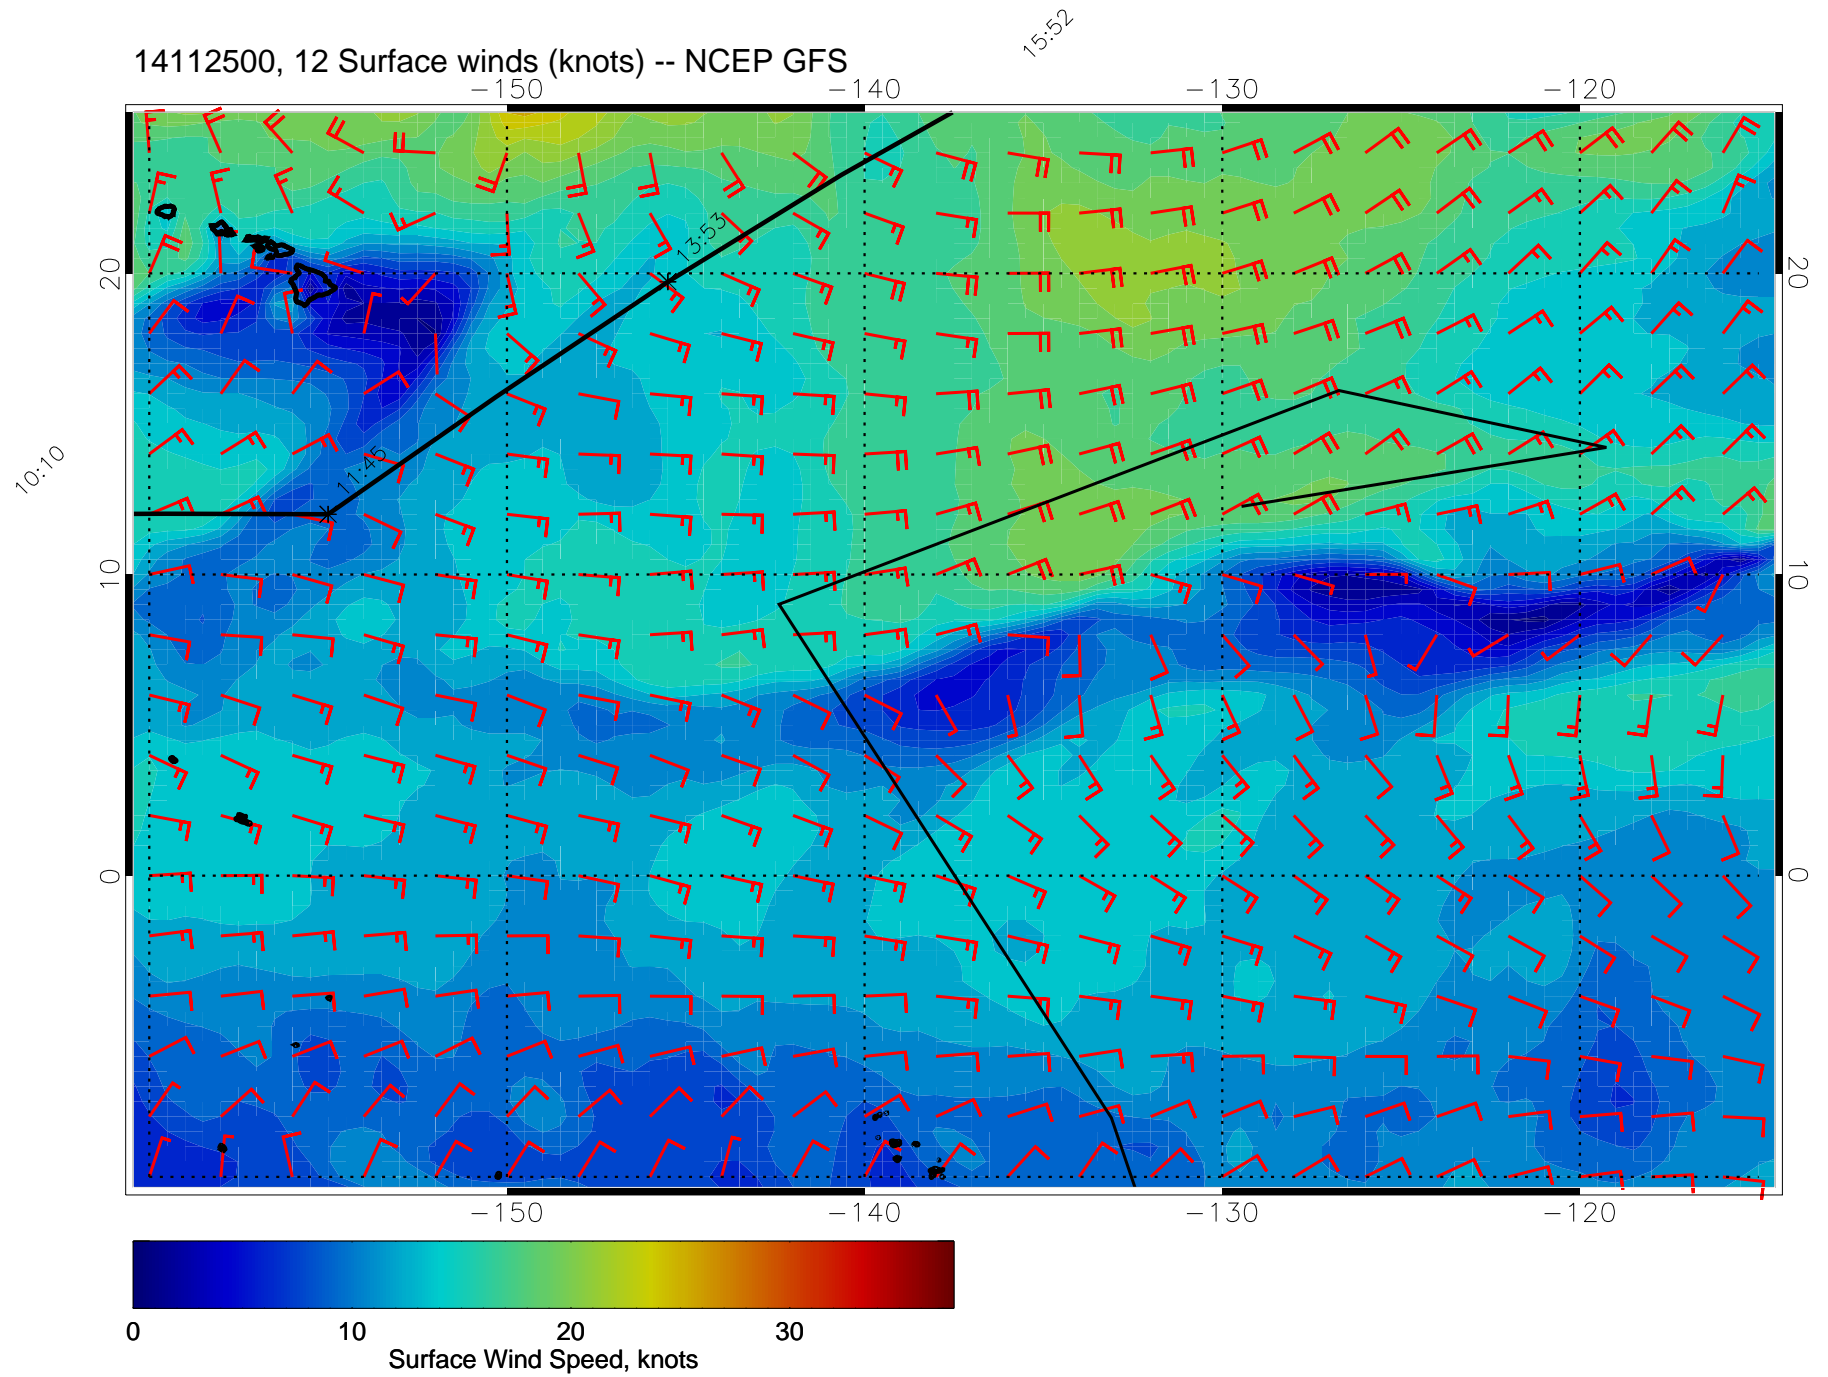 15:52
14112500, 12 Surface winds (knots) -- NCEP GFS
-150 -140 -130 -120
13:53
20 20
10:10
11:45
10 10
0 0
-150 -140 -130 -120
0 10 20 30
Surface Wind Speed, knots